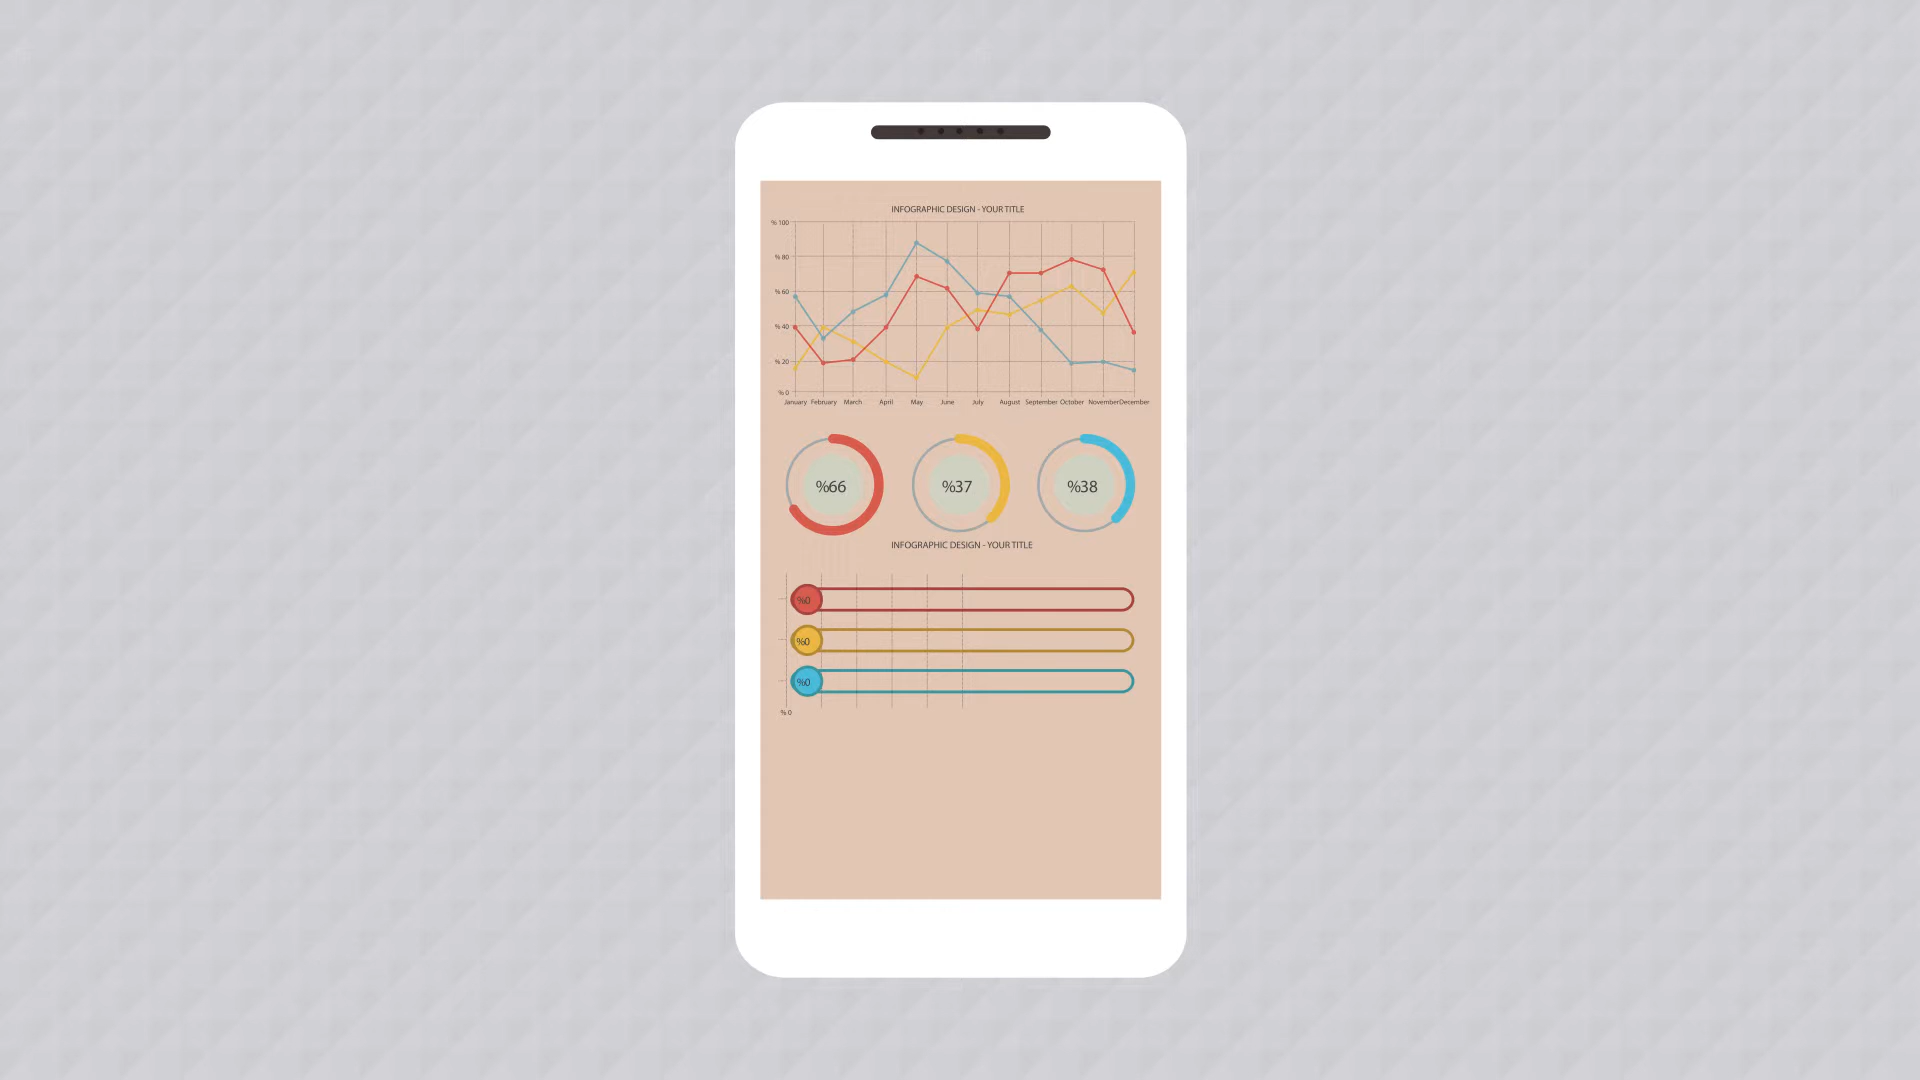 INFOGRAPHIC DESIGN - YOUR TITLE
% 100
% 80
% 60
% 40
% 20
% 0
January February March April May June July August September October November December
%66 %37 %38
INFOGRAPHIC DESIGN - YOUR TITLE
%0
%0
%0
% 0